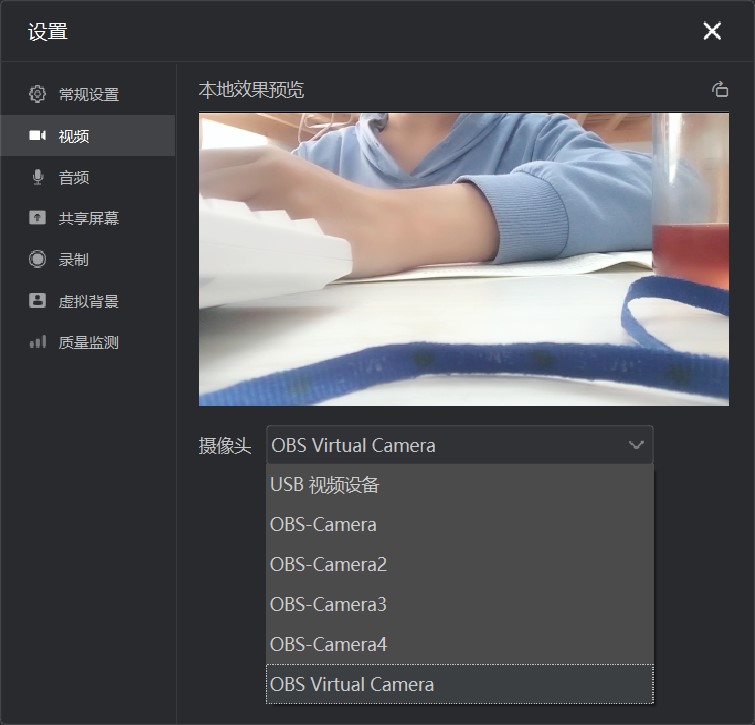 设置
常规设置
视频
音频
共享屏幕
录制
虚拟背景
质量监测
本地效果预览
摄像头
OBS Virtual Camera
USB 视频设备
OBS-Camera
OBS-Camera2
OBS-Camera3
OBS-Camera4
OBS Virtual Camera